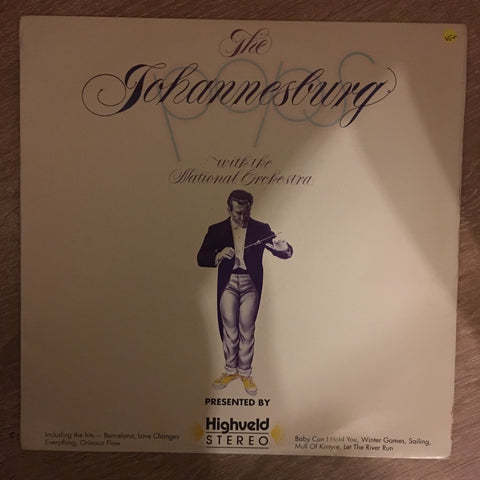 The
pops
Johannesburg
with the
National Orchestra
PRESENTED BY
Highveld
STEREO
Including the hits – Barcelona, Love Changes
Everything, Orinoco Flow
Baby Can I Hold You, Winter Games, Sailing,
Mull Of Kintyre, Let The River Run